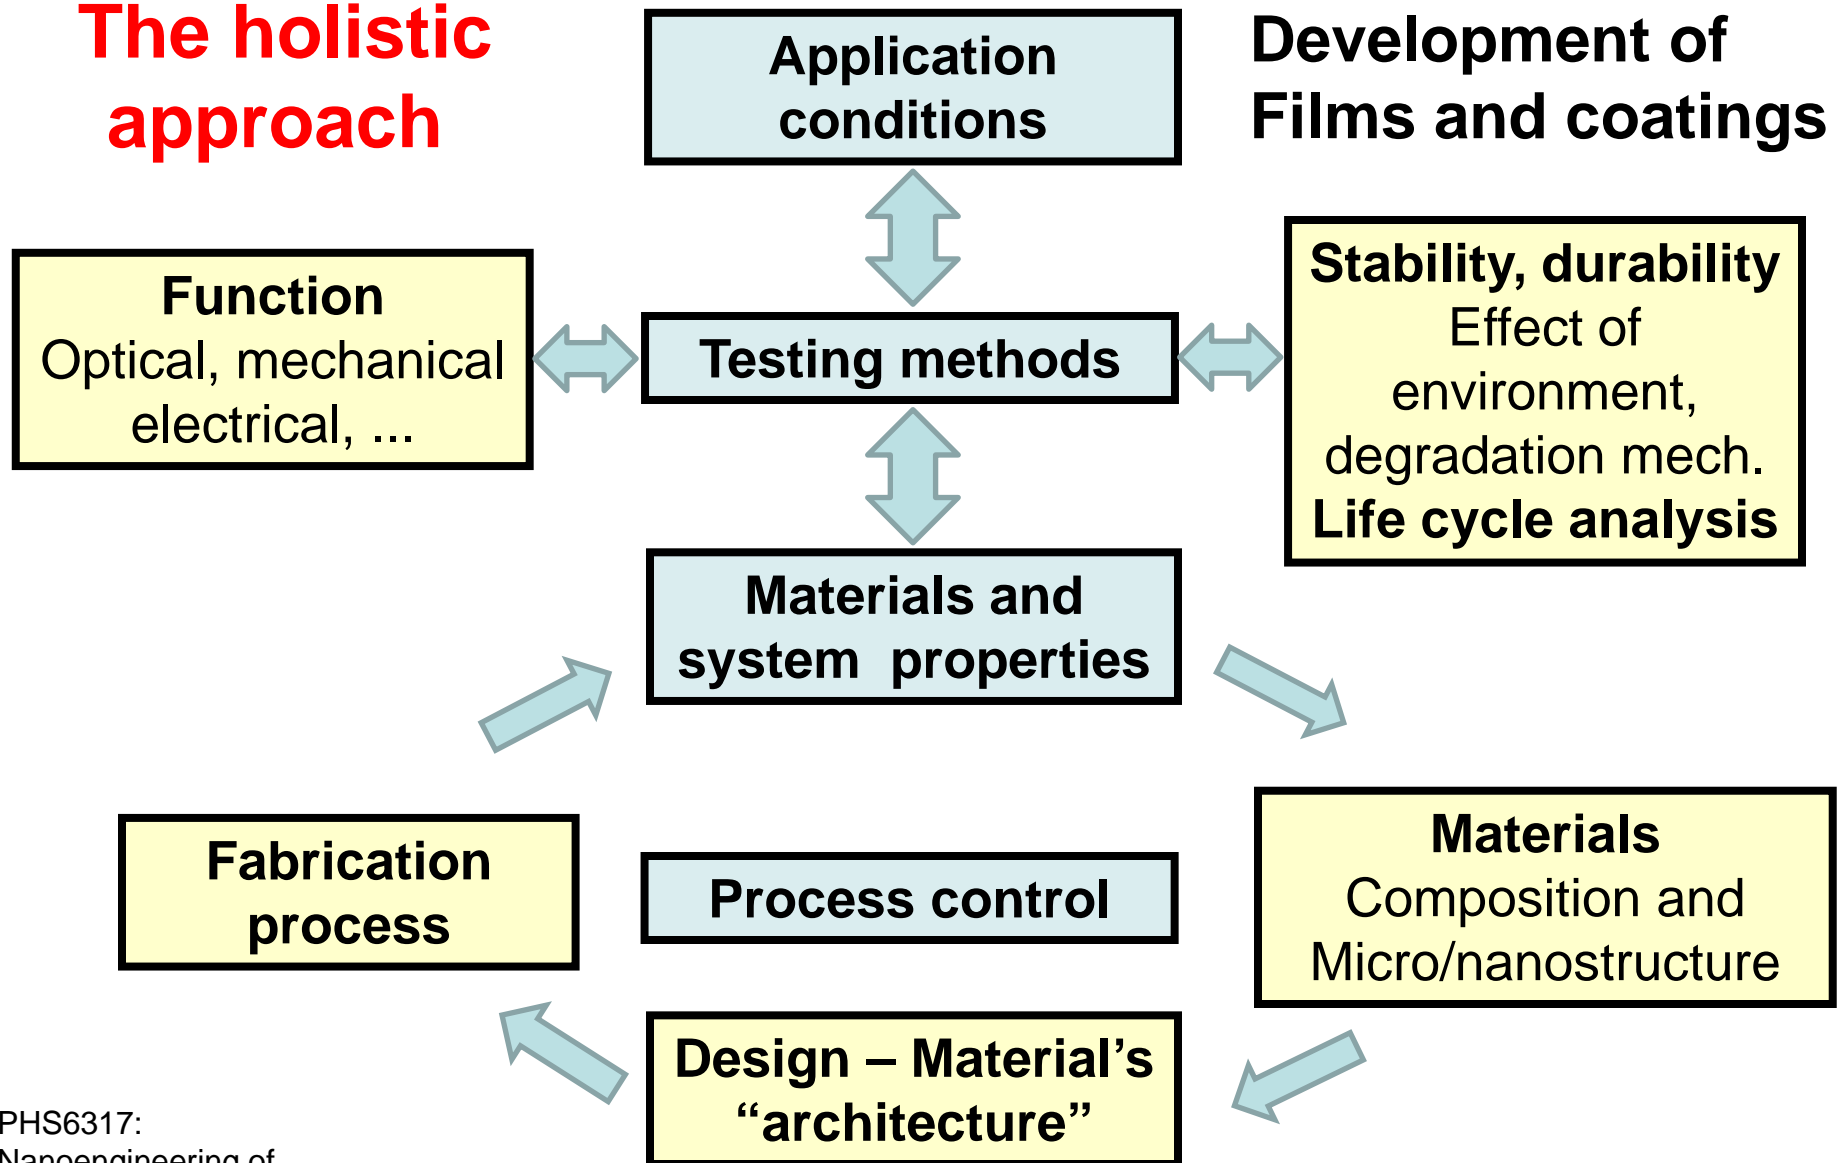 The holistic
approach
Application
conditions
Development of
Films and coatings
Function
Optical, mechanical
electrical, ...
Testing methods
Stability, durability
Effect of
environment,
degradation mech.
Life cycle analysis
Materials and
system  properties
Fabrication
process
Process control
Materials
Composition and
Micro/nanostructure
Design – Material’s
“architecture”
PHS6317:
Nanoengineering of